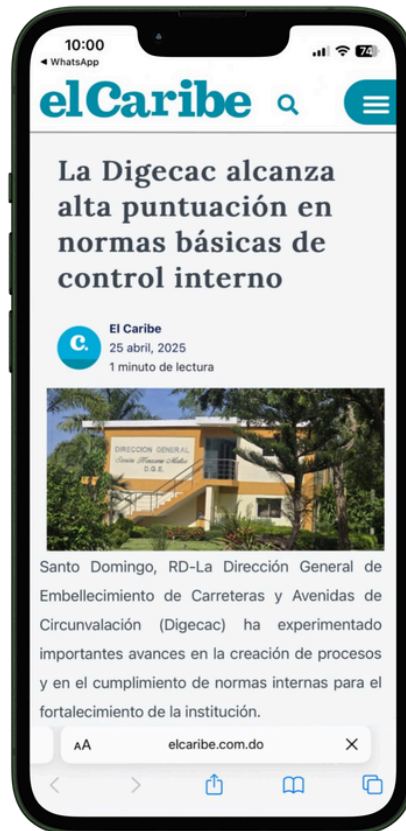 10:00
74
◀ WhatsApp
elCaribe
La Digecac alcanza
alta puntuación en
normas básicas de
control interno
C.
El Caribe
25 abril, 2025
1 minuto de lectura
DIRECCION GENERAL
D.G.E.
Santo Domingo, RD-La Dirección General de
Embellecimiento de Carreteras y Avenidas de
Circunvalación (Digecac) ha experimentado
importantes avances en la creación de procesos
y en el cumplimiento de normas internas para el
fortalecimiento de la institución.
AA
elcaribe.com.do